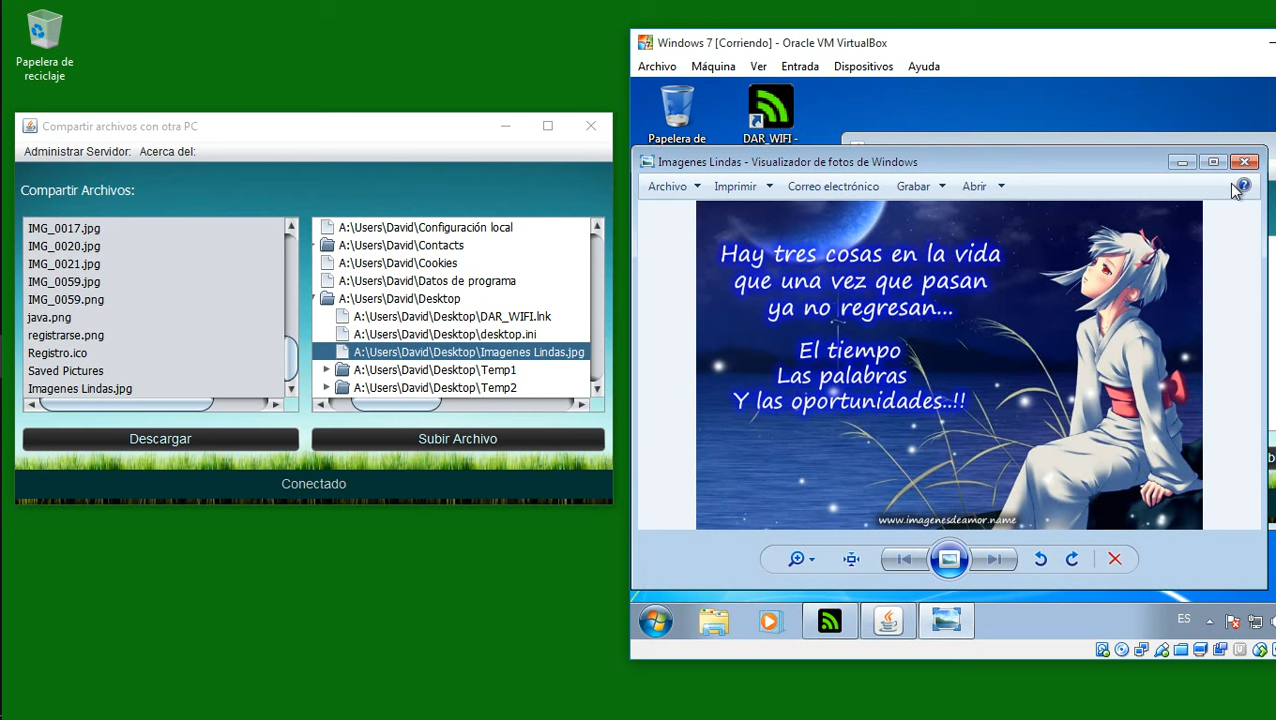 Papelera de
reciclaje
Compartir archivos con otra PC
Administrar Servidor:
Acerca del:
Compartir Archivos:
IMG_0017.jpg
IMG_0020.jpg
IMG_0021.jpg
IMG_0059.jpg
IMG_0059.png
java.png
registrarse.png
Registro.ico
Saved Pictures
Imagenes Lindas.jpg
A:\Users\David\Configuración local
A:\Users\David\Contacts
A:\Users\David\Cookies
A:\Users\David\Datos de programa
A:\Users\David\Desktop
A:\Users\David\Desktop\DAR_WIFI.lnk
A:\Users\David\Desktop\desktop.ini
A:\Users\David\Desktop\Imagenes Lindas.jpg
A:\Users\David\Desktop\Temp1
A:\Users\David\Desktop\Temp2
Descargar
Subir Archivo
Conectado
Windows 7 [Corriendo] - Oracle VM VirtualBox
Archivo
Máquina
Ver
Entrada
Dispositivos
Ayuda
Papelera de
DAR_WIFI -
Imagenes Lindas - Visualizador de fotos de Windows
Archivo
Imprimir
Correo electrónico
Grabar
Abrir
Hay tres cosas en la vida
que una vez que pasan
ya no regresan...
El tiempo
Las palabras
Y las oportunidades..!!
www.imagenesdeamor.name
ES